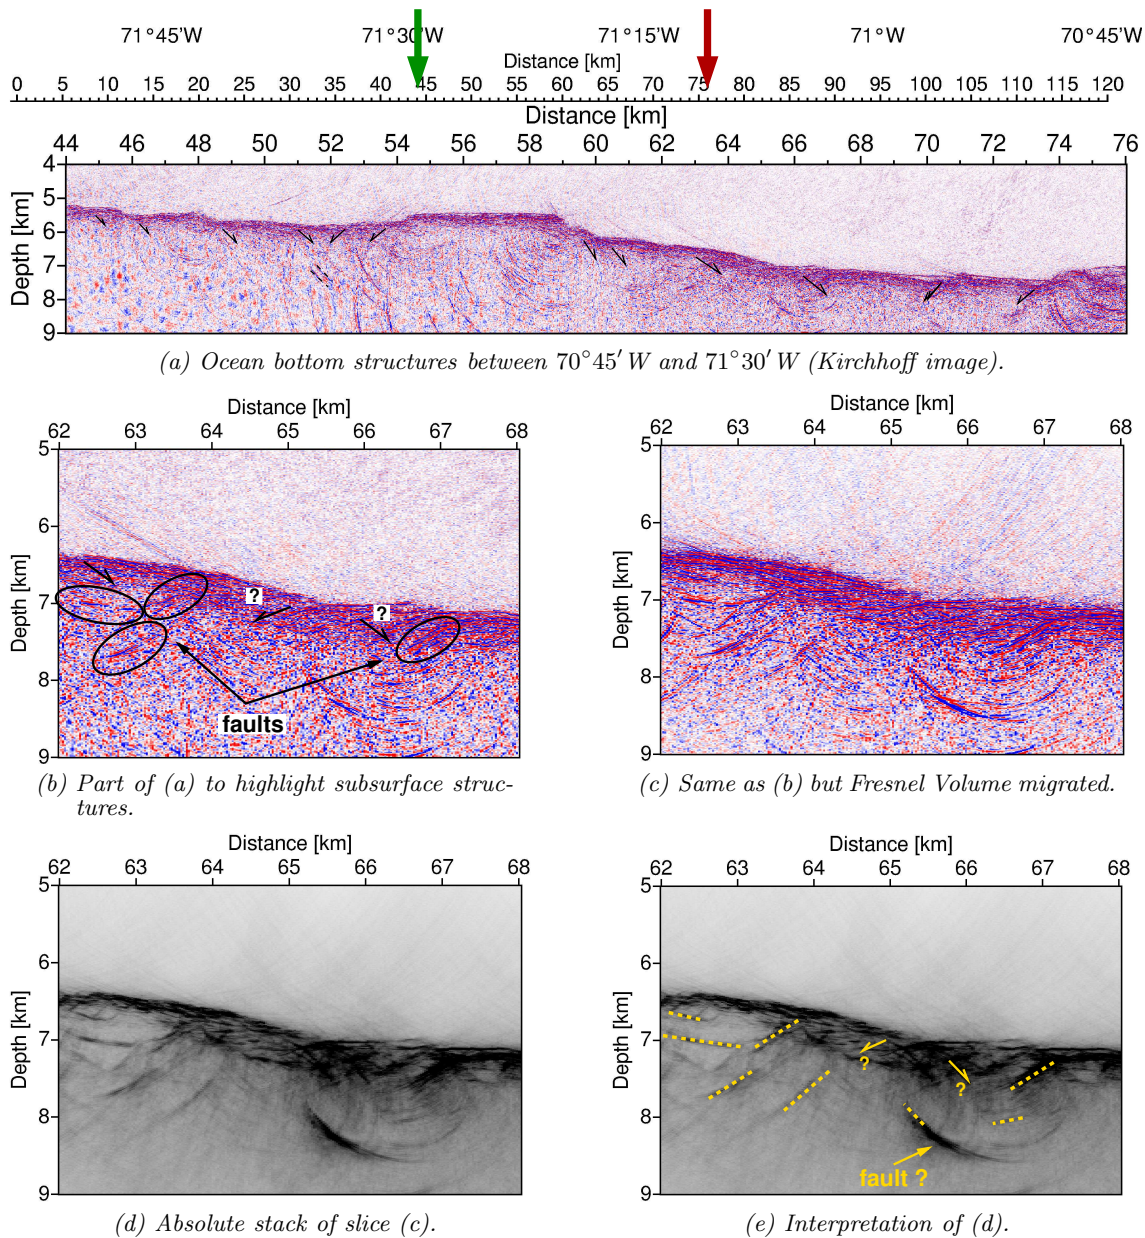 71°45'W 71°30'W 71°15'W 71°W 70°45'W
Distance [km]
0 5 10 15 20 25 30 35 40 45 50 55 60 65 70 75 80 85 90 95 100 105 110 115 120
Distance [km]
44 46 48 50 52 54 56 58 60 62 64 66 68 70 72 74 76
Depth [km]
4
5
6
7
8
9
(a) Ocean bottom structures between 70°45′ W and 71°30′ W (Kirchhoff image).
Distance [km]
62 63 64 65 66 67 68
Depth [km]
5
6
7
8
9
?
?
faults
(b) Part of (a) to highlight subsurface struc-
tures.
Distance [km]
62 63 64 65 66 67 68
Depth [km]
5
6
7
8
9
(c) Same as (b) but Fresnel Volume migrated.
Distance [km]
62 63 64 65 66 67 68
Depth [km]
5
6
7
8
9
(d) Absolute stack of slice (c).
Distance [km]
62 63 64 65 66 67 68
Depth [km]
5
6
7
8
9
?
?
fault ?
(e) Interpretation of (d).